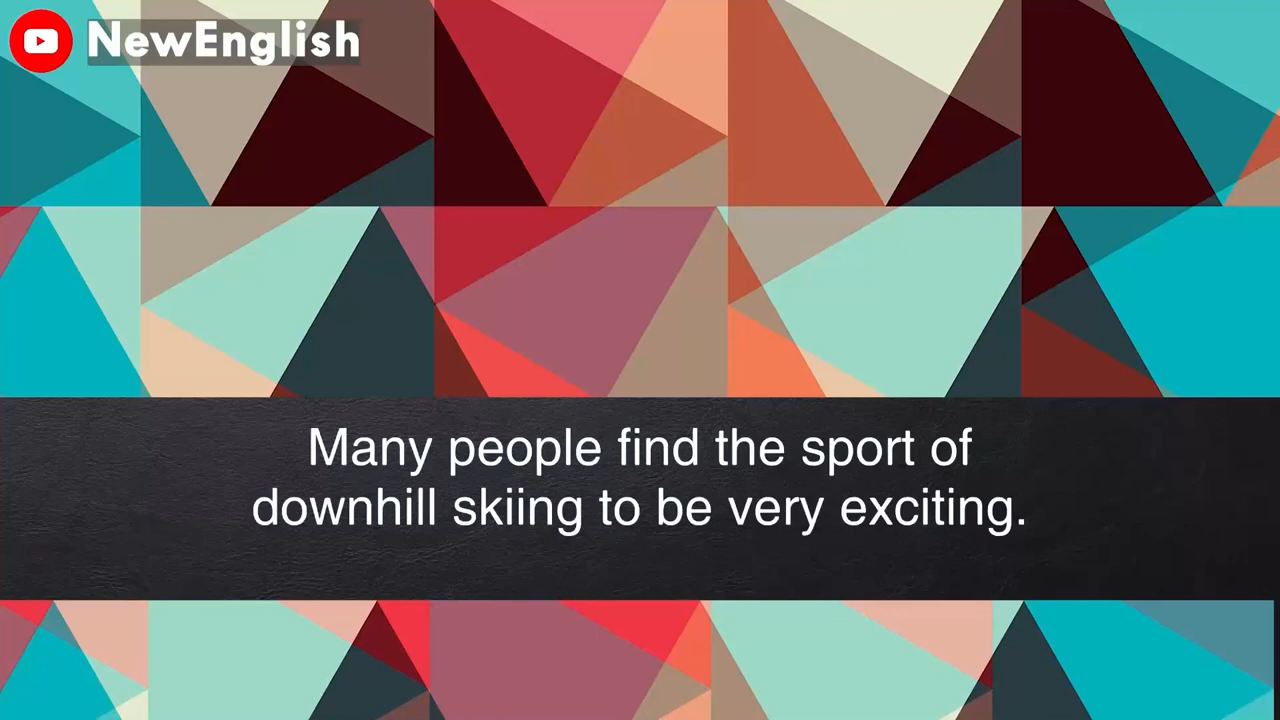 NewEnglish
Many people find the sport of
downhill skiing to be very exciting.